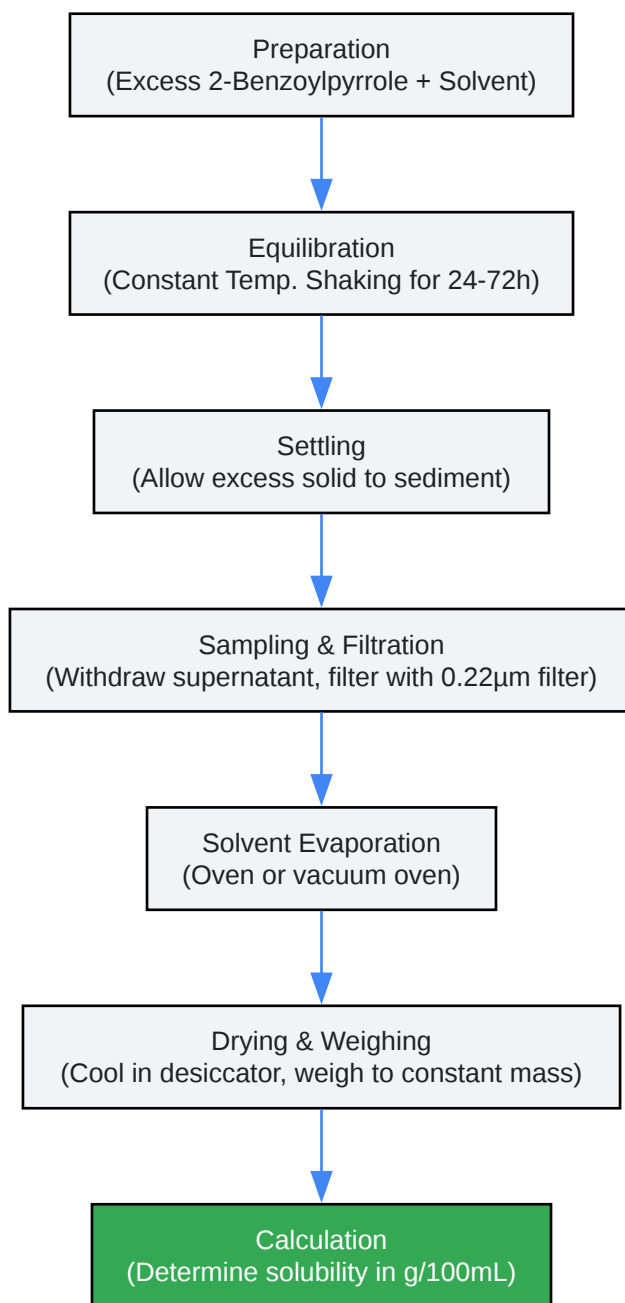 Preparation
(Excess 2-Benzoylpyrrole + Solvent)
Equilibration
(Constant Temp. Shaking for 24-72h)
Settling
(Allow excess solid to sediment)
Sampling & Filtration
(Withdraw supernatant, filter with 0.22µm filter)
Solvent Evaporation
(Oven or vacuum oven)
Drying & Weighing
(Cool in desiccator, weigh to constant mass)
Calculation
(Determine solubility in g/100mL)